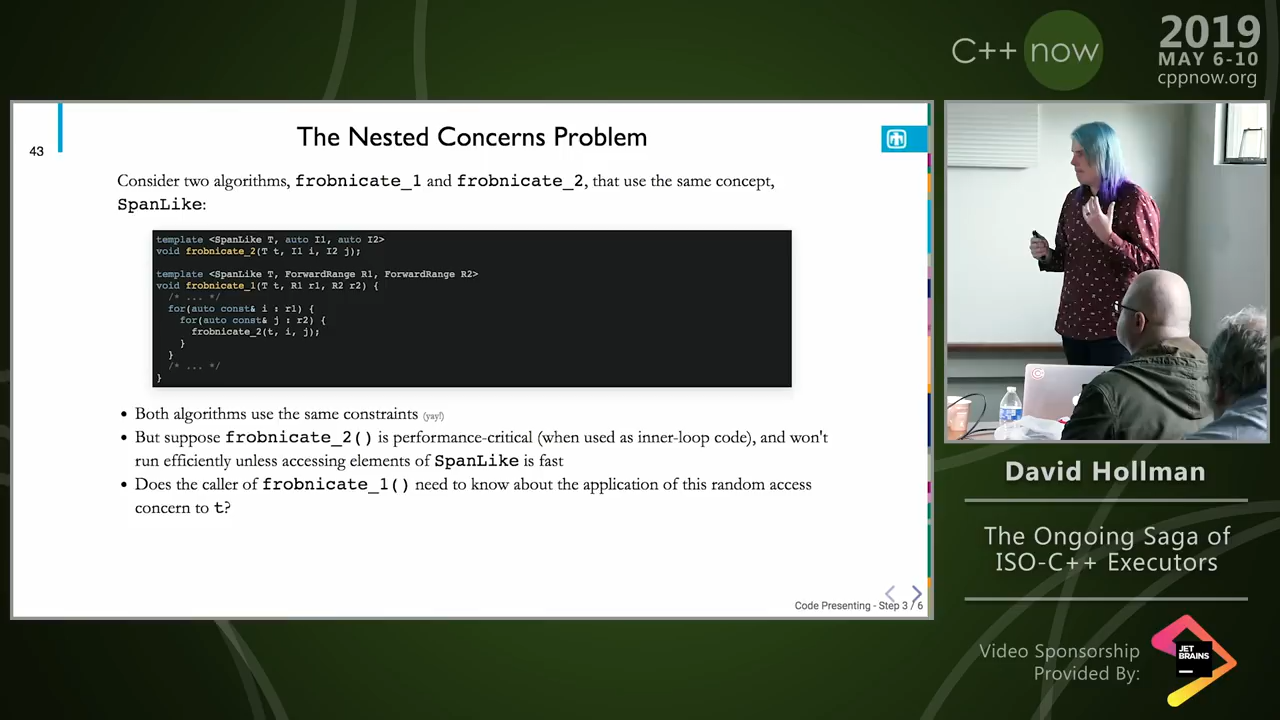 C++ now
2019
MAY 6-10
cppnow.org
43
The Nested Concerns Problem
Consider two algorithms, frobnicate_1 and frobnicate_2, that use the same concept,
SpanLike:
template <SpanLike T, auto I1, auto I2>
void frobnicate_2(T t, I1 i, I2 j);
template <SpanLike T, ForwardRange R1, ForwardRange R2>
void frobnicate_1(T t, R1 r1, R2 r2) {
/* ... */
for(auto const& i : r1) {
for(auto const& j : r2) {
frobnicate_2(t, i, j);
}
}
/* ... */
}
• Both algorithms use the same constraints (yay!)
• But suppose frobnicate_2() is performance-critical (when used as inner-loop code), and won't
run efficiently unless accessing elements of SpanLike is fast
• Does the caller of frobnicate_1() need to know about the application of this random access
concern to t?
Code Presenting - Step 3 / 6
David Hollman
The Ongoing Saga of
ISO-C++ Executors
Video Sponsorship
Provided By:
JET
BRAINS